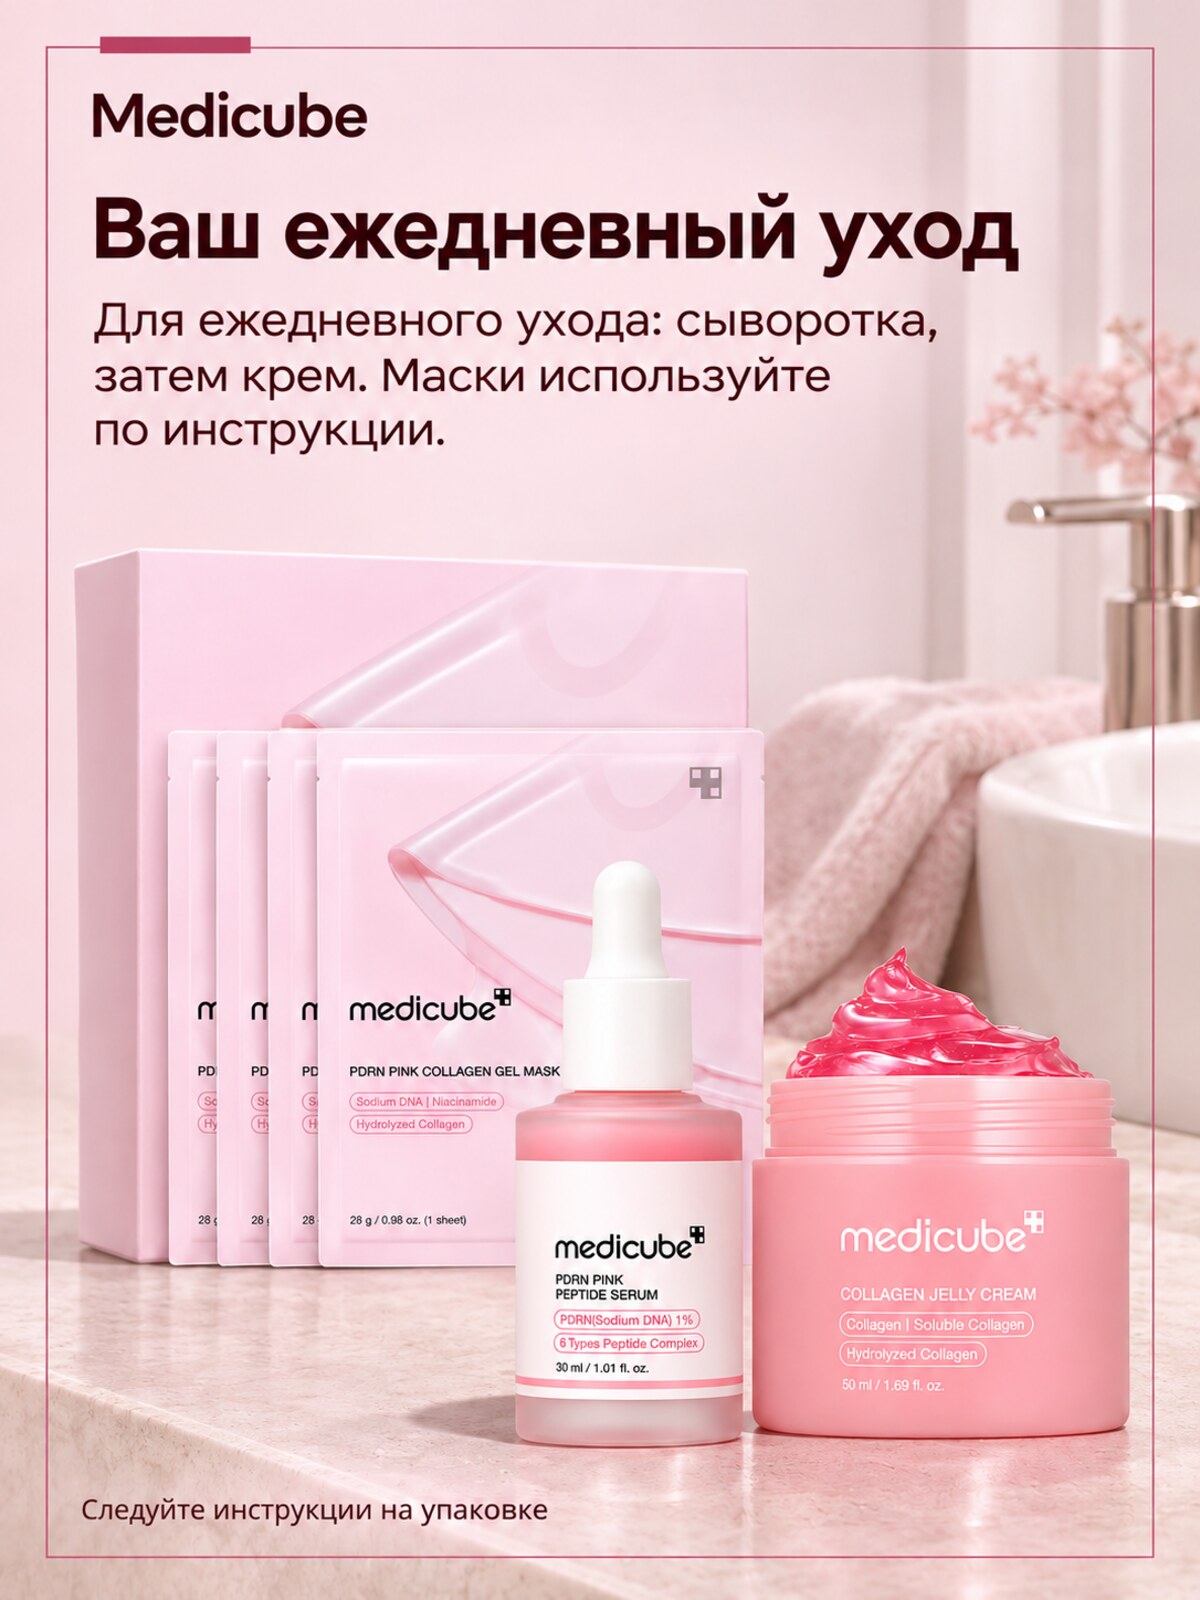 Medicube
Ваш ежедневный уход
Для ежедневного ухода: сыворотка,
затем крем. Маски используйте
по инструкции.
medicube
PDRN PINK COLLAGEN GEL MASK
Sodium DNA | Niacinamide
Hydrolyzed Collagen
28 g / 0.98 oz. (1 sheet)
medicube
PDRN PINK
PEPTIDE SERUM
PDRN(Sodium DNA) 1%
6 Types Peptide Complex
30 ml / 1.01 fl. oz.
medicube
COLLAGEN JELLY CREAM
Collagen | Soluble Collagen
Hydrolyzed Collagen
50 ml / 1.69 fl. oz.
Следуйте инструкции на упаковке